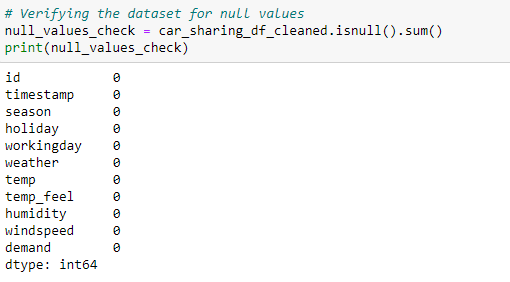 # Verifying the dataset for null values
null_values_check = car_sharing_df_cleaned.isnull().sum()
print(null_values_check)
id 0
timestamp 0
season 0
holiday 0
workingday 0
weather 0
temp 0
temp_feel 0
humidity 0
windspeed 0
demand 0
dtype: int64